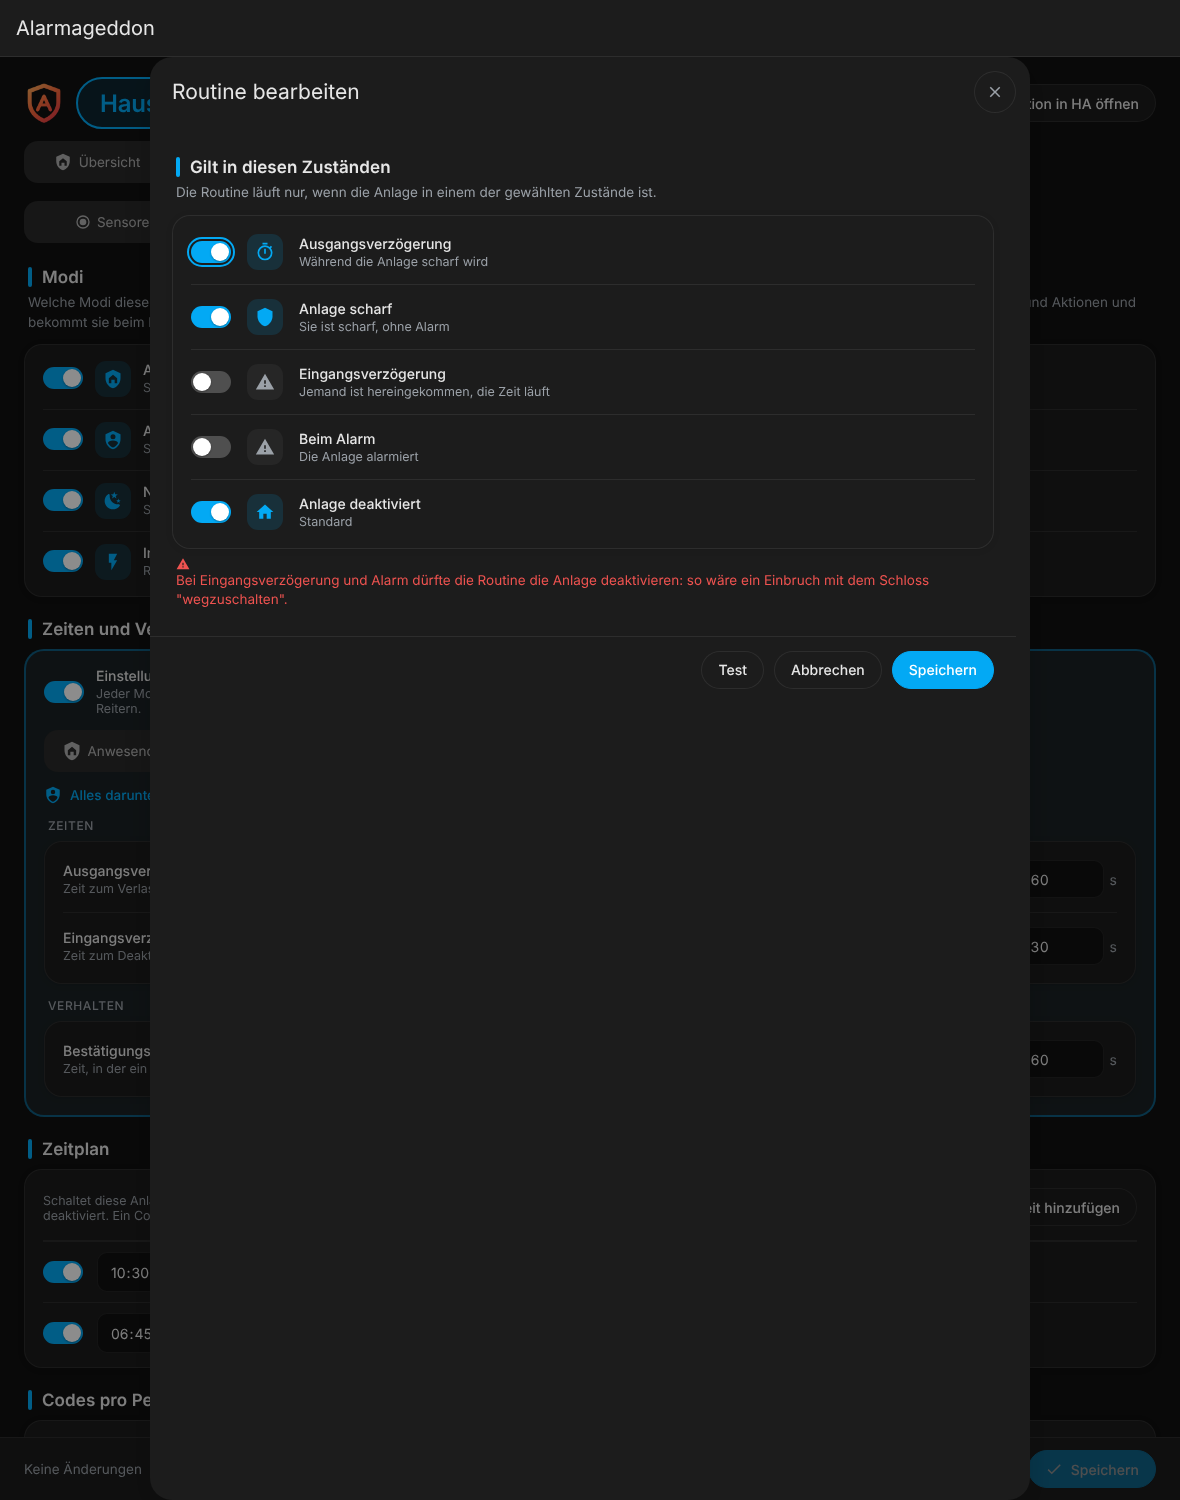 Alarmageddon
Haus
tion in HA öffnen
Übersicht
Sensore
Modi
Welche Modi diese
nd Aktionen und
bekommt sie beim
Zeiten und Ve
Einstellu
Jeder Mo
Reitern.
Anwesend
Alles darunte
ZEITEN
Ausgangsver
Zeit zum Verlas
60 s
Eingangsverz
Zeit zum Deakt
30 s
VERHALTEN
Bestätigungs
Zeit, in der ein
60 s
Zeitplan
Schaltet diese Anl
deaktiviert. Ein Co
eit hinzufügen
10:30
06:45
Codes pro Pe
Keine Änderungen
Speichern
Routine bearbeiten
Gilt in diesen Zuständen
Die Routine läuft nur, wenn die Anlage in einem der gewählten Zustände ist.
Ausgangsverzögerung
Während die Anlage scharf wird
Anlage scharf
Sie ist scharf, ohne Alarm
Eingangsverzögerung
Jemand ist hereingekommen, die Zeit läuft
Beim Alarm
Die Anlage alarmiert
Anlage deaktiviert
Standard
Bei Eingangsverzögerung und Alarm dürfte die Routine die Anlage deaktivieren: so wäre ein Einbruch mit dem Schloss
"wegzuschalten".
Test
Abbrechen
Speichern